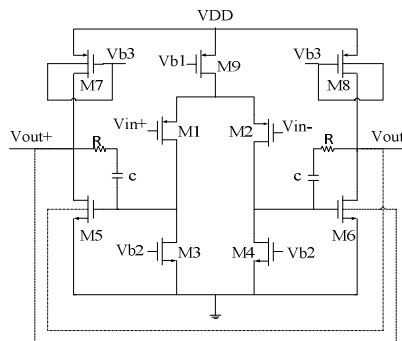 VDD
Vb3
Vb1
M9
Vb3
M7
M8
Vin+
M1
M2
Vin-
Vout+
R
R
Vout
c
c
M5
M6
Vb2
M3
M4
Vb2